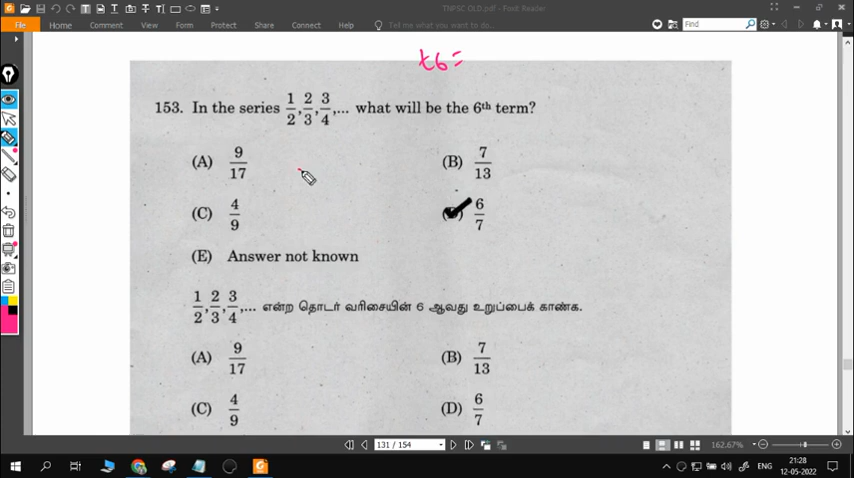 TNPSC OLD.pdf - Foxit Reader
File Home Comment View Form Protect Share Connect Help Tell me what you want to do... Find
t6 =
153. In the series 1/2, 2/3, 3/4,... what will be the 6th term?
(A) 9/17 (B) 7/13
(C) 4/9 6/7
(E) Answer not known
1/2, 2/3, 3/4,... என்ற தொடர் வரிசையின் 6 ஆவது உறுப்பைக் காண்க.
(A) 9/17 (B) 7/13
(C) 4/9 (D) 6/7
131 / 154 162.67%
ENG 21:28
12-05-2022